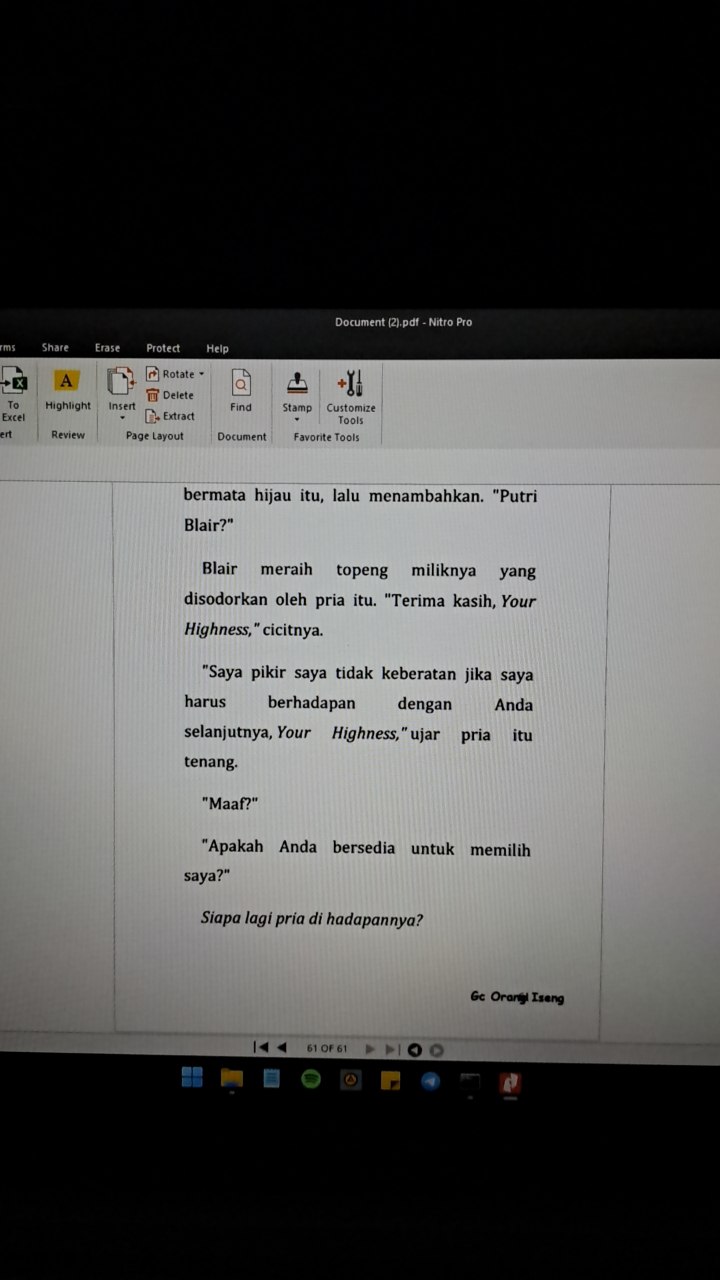 Document (2).pdf - Nitro Pro
rms Share Erase Protect Help
To Excel
ert
Highlight
Review
Insert
Rotate
Delete
Extract
Page Layout
Find
Document
Stamp
Customize Tools
Favorite Tools
bermata hijau itu, lalu menambahkan. "Putri
Blair?"
Blair meraih topeng miliknya yang
disodorkan oleh pria itu. "Terima kasih, Your
Highness," cicitnya.
"Saya pikir saya tidak keberatan jika saya
harus berhadapan dengan Anda
selanjutnya, Your Highness," ujar pria itu
tenang.
"Maaf?"
"Apakah Anda bersedia untuk memilih
saya?"
Siapa lagi pria di hadapannya?
Gc Iseng
61 OF 61